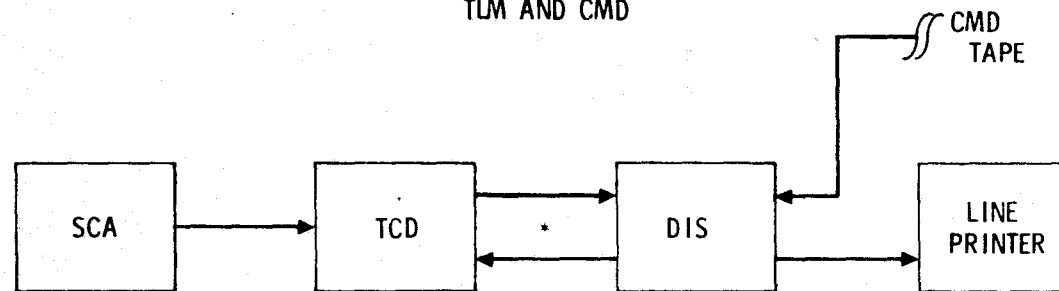 TLM AND CMD
CMD
TAPE
SCA
TCD
*
DIS
LINE
PRINTER